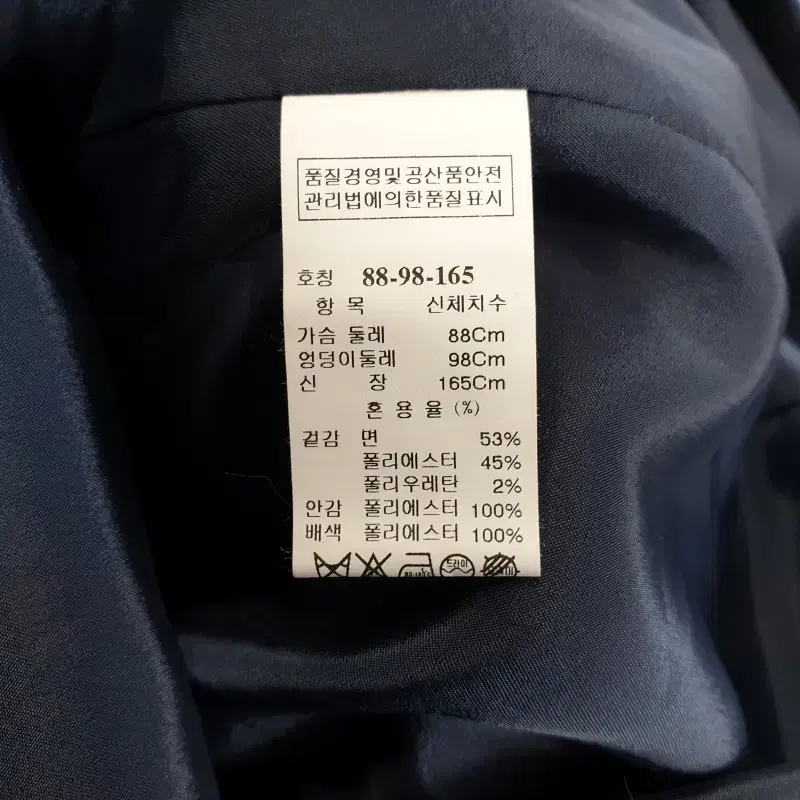 품질경영및공산품안전
관리법에의한품질표시
호칭 88-98-165
항 목 신체치수
가슴 둘레 88Cm
엉덩이둘레 98Cm
신 장 165Cm
혼 용 율 (%)
겉감 면 53%
폴리에스터 45%
폴리우레탄 2%
안감 폴리에스터 100%
배색 폴리에스터 100%
드라이